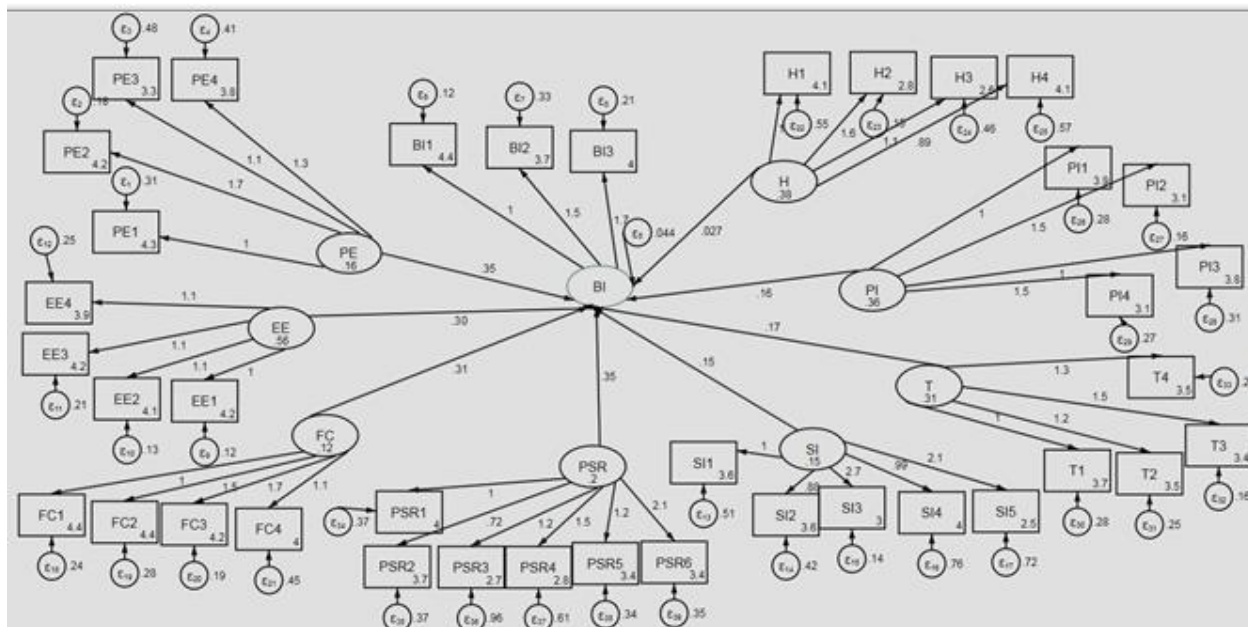 ε3 .48
ε4 .41
PE3 3.3
PE4 3.8
ε2
PE2 4.2
ε1 .31
PE1 4.3
1.1
1.3
1.7
1
PE .16
.35
.12
ε7 .33
.21
BI1 4.4
BI2 3.7
BI3 4
1
1.5
1.7
.044
BI
H1 4.1
H2 2.8
H3
H4 4.1
ε22 .55
ε23
ε24 .46
ε25 .57
1.6
1.1
.89
H .38
.027
PI1 3.9
PI2 3.1
PI3 3.8
PI4 3.1
ε26 .28
ε27 .16
ε28 .31
ε29 .27
1
1.5
1
1.5
PI .36
.16
ε12 .25
EE4 3.9
EE3 4.2
EE2 4.1
EE1 4.2
ε11 .21
ε10 .13
ε9 .12
1.1
1.1
1.1
1
EE .56
.30
.31
FC .12
FC1 4.4
FC2 4.4
FC3 4.2
FC4 4
ε18 .24
ε19 .28
ε20 .19
ε21 .45
1
1.5
1.7
1.1
.35
PSR .2
PSR1 4
PSR2 3.7
PSR3 2.7
PSR4 2.8
PSR5 3.4
PSR6 3.4
ε34 .37
ε35 .37
ε36 .96
ε37 .61
.34
.35
1
.72
1.2
1.5
1.2
2.1
.15
SI .15
SI1 3.6
SI2 3.6
SI3 3
SI4 4
SI5 2.5
ε13 .51
ε14 .42
ε15 .14
ε16 .76
ε17 .72
1
2.7
.99
2.1
.17
T .31
T4 3.5
T3 3.4
T2 3.5
T1 3.7
ε33
ε32 .16
ε31 .25
ε30 .28
1.3
1.5
1.2
1